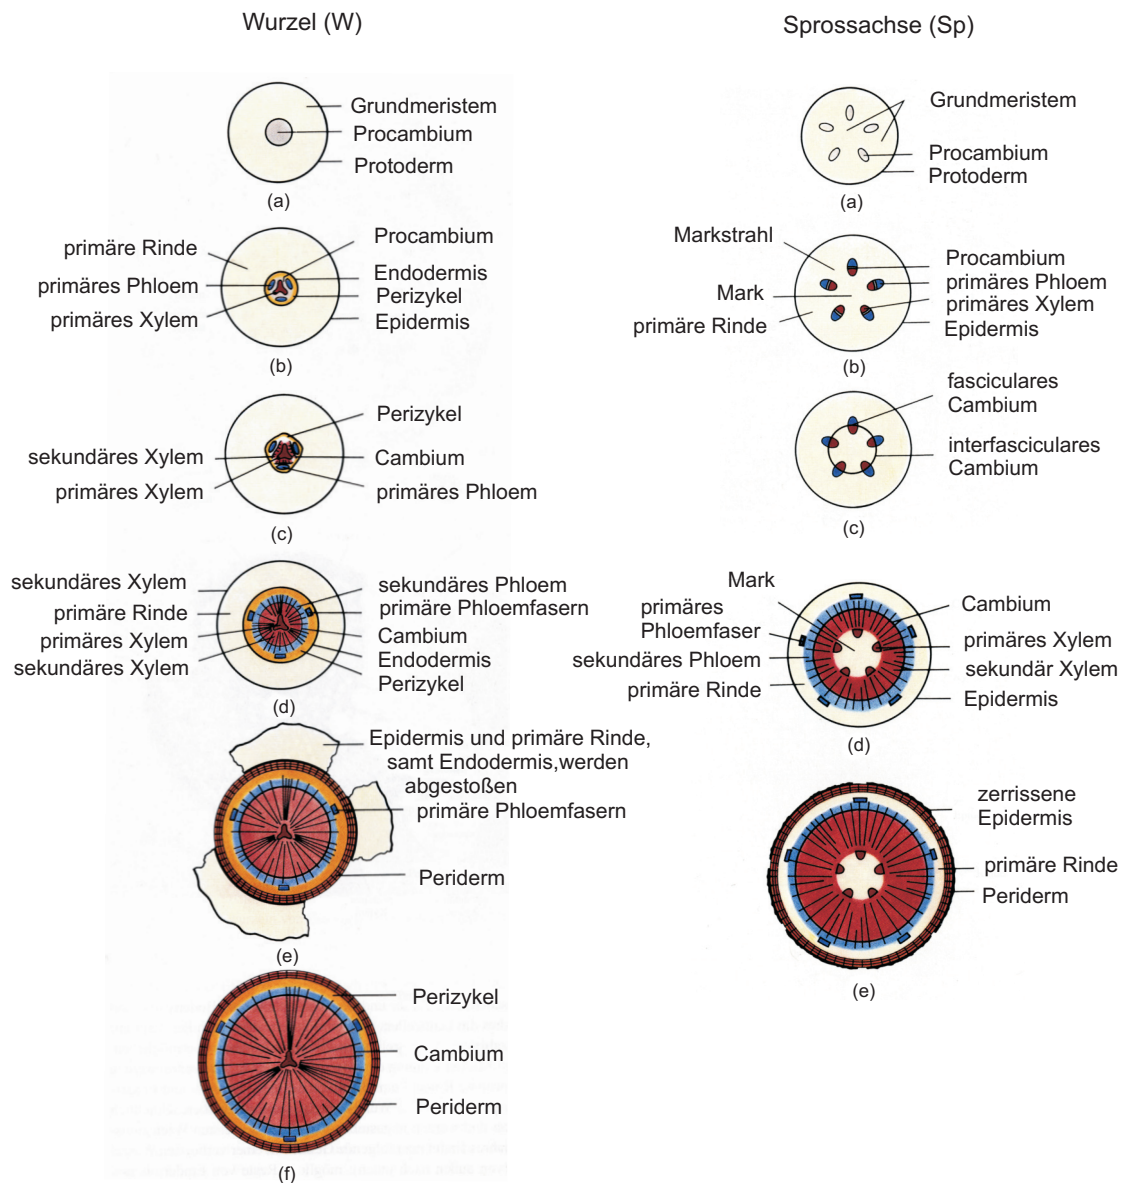 Wurzel (W)
Grundmeristem
Procambium
Protoderm
(a)
primäre Rinde
primäres Phloem
primäres Xylem
Procambium
Endodermis
Perizykel
Epidermis
(b)
sekundäres Xylem
primäres Xylem
Perizykel
Cambium
primäres Phloem
(c)
sekundäres Xylem
primäre Rinde
primäres Xylem
sekundäres Xylem
sekundäres Phloem
primäre Phloemfasern
Cambium
Endodermis
Perizykel
(d)
Epidermis und primäre Rinde,
samt Endodermis,werden
abgestoßen
primäre Phloemfasern
Periderm
(e)
Perizykel
Cambium
Periderm
(f)
Sprossachse (Sp)
Grundmeristem
Procambium
Protoderm
(a)
Markstrahl
Mark
primäre Rinde
Procambium
primäres Phloem
primäres Xylem
Epidermis
(b)
fasciculares
Cambium
interfasciculares
Cambium
(c)
Mark
primäres
Phloemfaser
sekundäres Phloem
primäre Rinde
Cambium
primäres Xylem
sekundär Xylem
Epidermis
(d)
zerrissene
Epidermis
primäre Rinde
Periderm
(e)